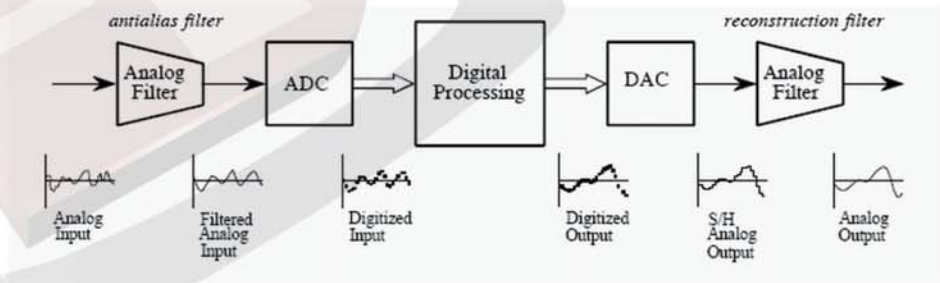 antialias filter
reconstruction filter
Analog
Filter
ADC
Digital
Processing
DAC
Analog
Filter
Analog
Input
Filtered
Analog
Input
Digitized
Input
Digitized
Output
S/H
Analog
Output
Analog
Output